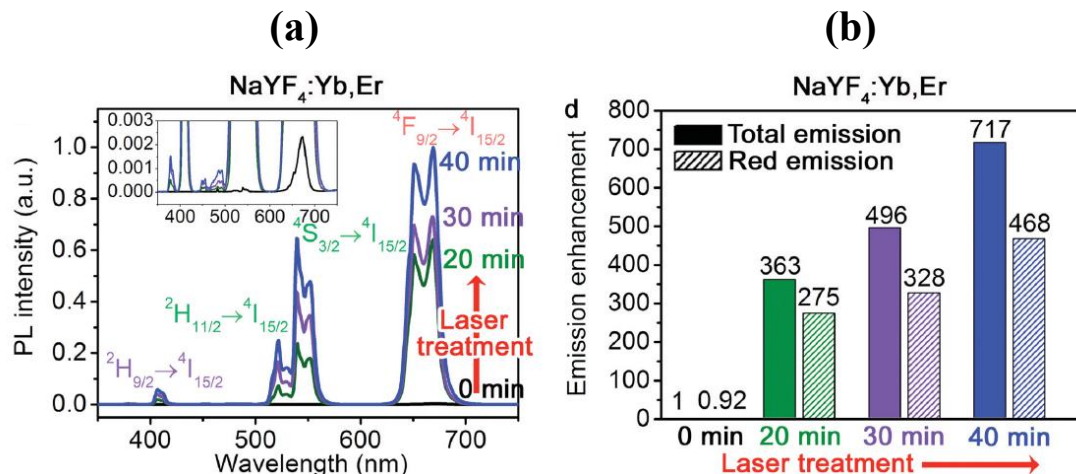 (a)
(b)
NaYF₄:Yb,Er
PL intensity (a.u.)
1.0
0.8
0.6
0.4
0.2
0.0
0.003
0.002
0.001
0.000
400 500 600 700
⁴F₉/₂→⁴I₁₅/₂
40 min
30 min
⁴S₃/₂→⁴I₁₅/₂
20 min
²H₁₁/₂→⁴I₁₅/₂
Laser
treatment
²H₉/₂→⁴I₁₅/₂
0 min
400 500 600 700
Wavelength (nm)
d
NaYF₄:Yb,Er
Emission enhancement
800
700
600
500
400
300
200
100
0
Total emission
Red emission
1 0.92
363
275
496
328
717
468
0 min 20 min 30 min 40 min
Laser treatment